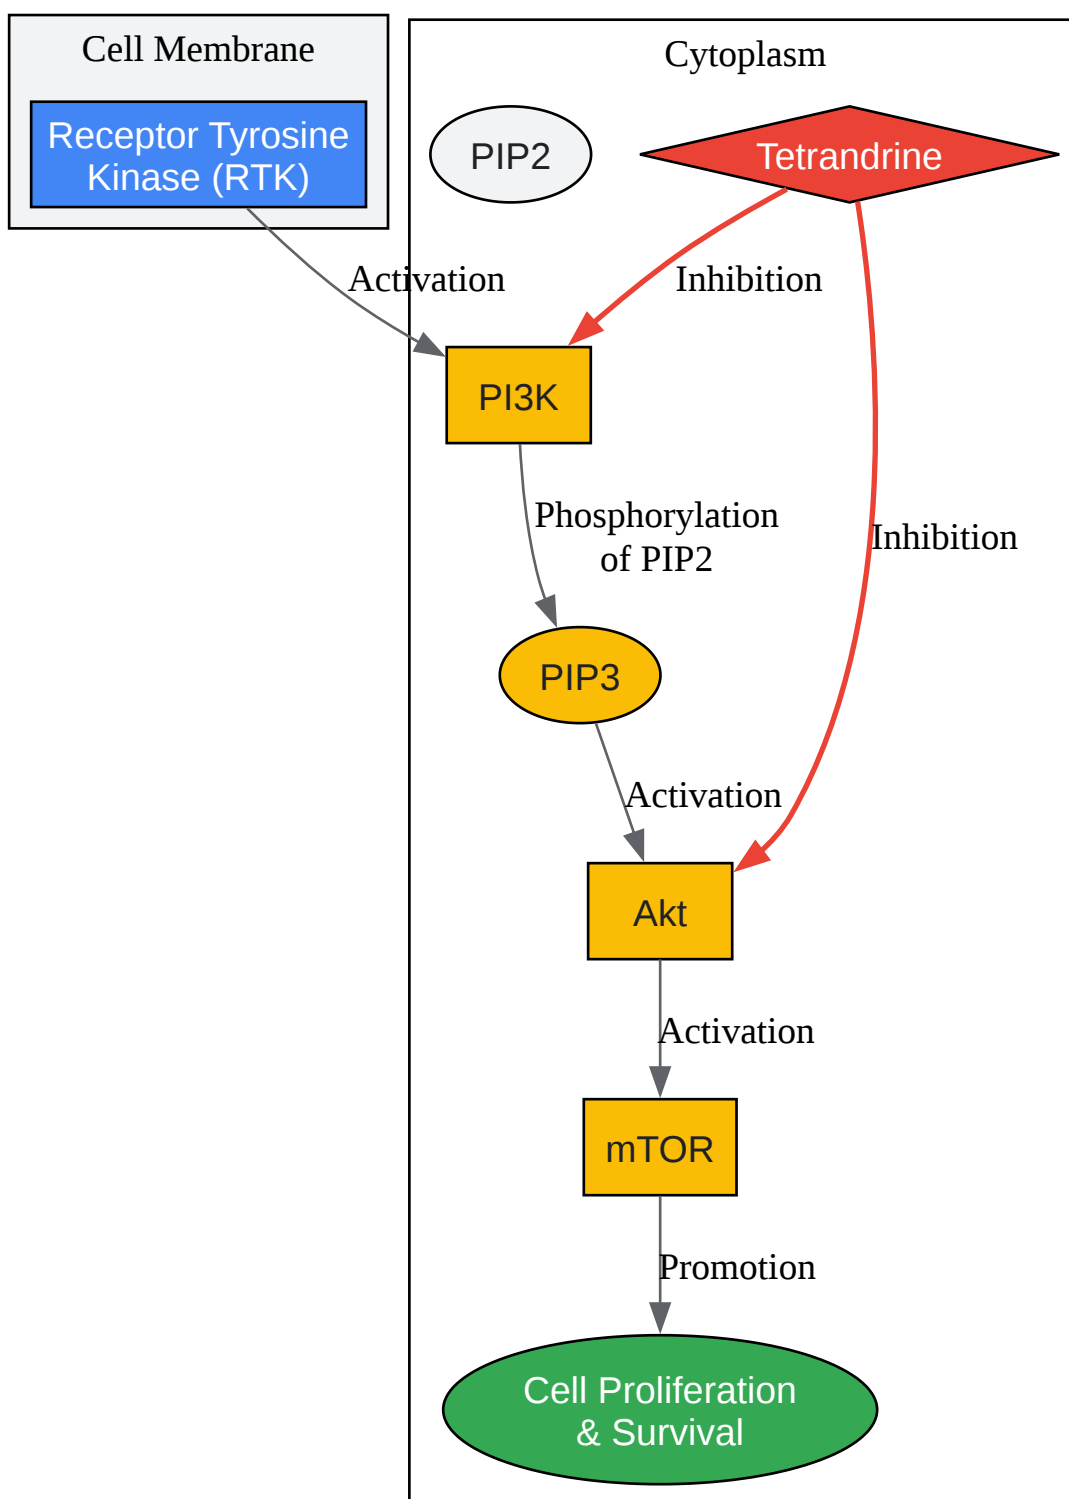 Cell Membrane
Cytoplasm
Receptor Tyrosine
Kinase (RTK)
PIP2
Tetrandrine
Activation
Inhibition
PI3K
Phosphorylation
of PIP2
Inhibition
PIP3
Activation
Akt
Activation
mTOR
Promotion
Cell Proliferation
& Survival